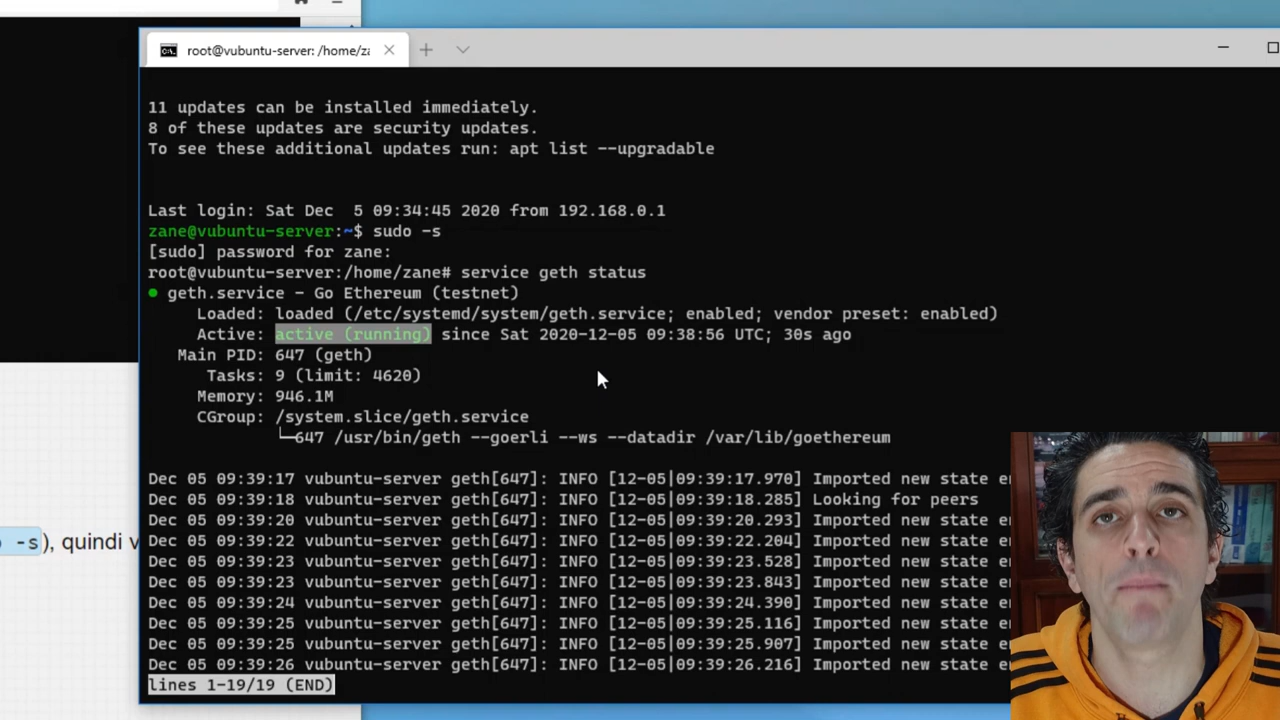 root@vubuntu-server: /home/za
11 updates can be installed immediately.
8 of these updates are security updates.
To see these additional updates run: apt list --upgradable
Last login: Sat Dec  5 09:34:45 2020 from 192.168.0.1
zane@vubuntu-server:~$ sudo -s
[sudo] password for zane:
root@vubuntu-server:/home/zane# service geth status
● geth.service - Go Ethereum (testnet)
Loaded: loaded (/etc/systemd/system/geth.service; enabled; vendor preset: enabled)
Active: active (running) since Sat 2020-12-05 09:38:56 UTC; 30s ago
Main PID: 647 (geth)
Tasks: 9 (limit: 4620)
Memory: 946.1M
CGroup: /system.slice/geth.service
└─647 /usr/bin/geth --goerli --ws --datadir /var/lib/goethereum
Dec 05 09:39:17 vubuntu-server geth[647]: INFO [12-05|09:39:17.970] Imported new state e
Dec 05 09:39:18 vubuntu-server geth[647]: INFO [12-05|09:39:18.285] Looking for peers
Dec 05 09:39:20 vubuntu-server geth[647]: INFO [12-05|09:39:20.293] Imported new state e
Dec 05 09:39:22 vubuntu-server geth[647]: INFO [12-05|09:39:22.204] Imported new state e
Dec 05 09:39:23 vubuntu-server geth[647]: INFO [12-05|09:39:23.528] Imported new state e
-s), quindi v
Dec 05 09:39:23 vubuntu-server geth[647]: INFO [12-05|09:39:23.843] Imported new state e
Dec 05 09:39:24 vubuntu-server geth[647]: INFO [12-05|09:39:24.390] Imported new state e
Dec 05 09:39:25 vubuntu-server geth[647]: INFO [12-05|09:39:25.116] Imported new state e
Dec 05 09:39:25 vubuntu-server geth[647]: INFO [12-05|09:39:25.907] Imported new state e
Dec 05 09:39:26 vubuntu-server geth[647]: INFO [12-05|09:39:26.216] Imported new state e
lines 1-19/19 (END)